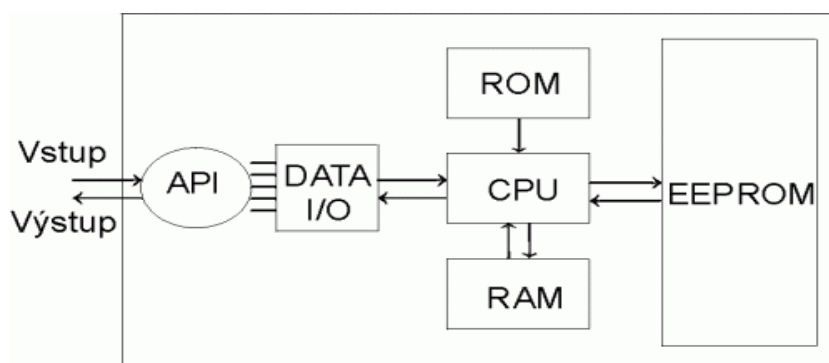 Vstup
Výstup
API
DATA
I/O
ROM
CPU
RAM
EEPROM